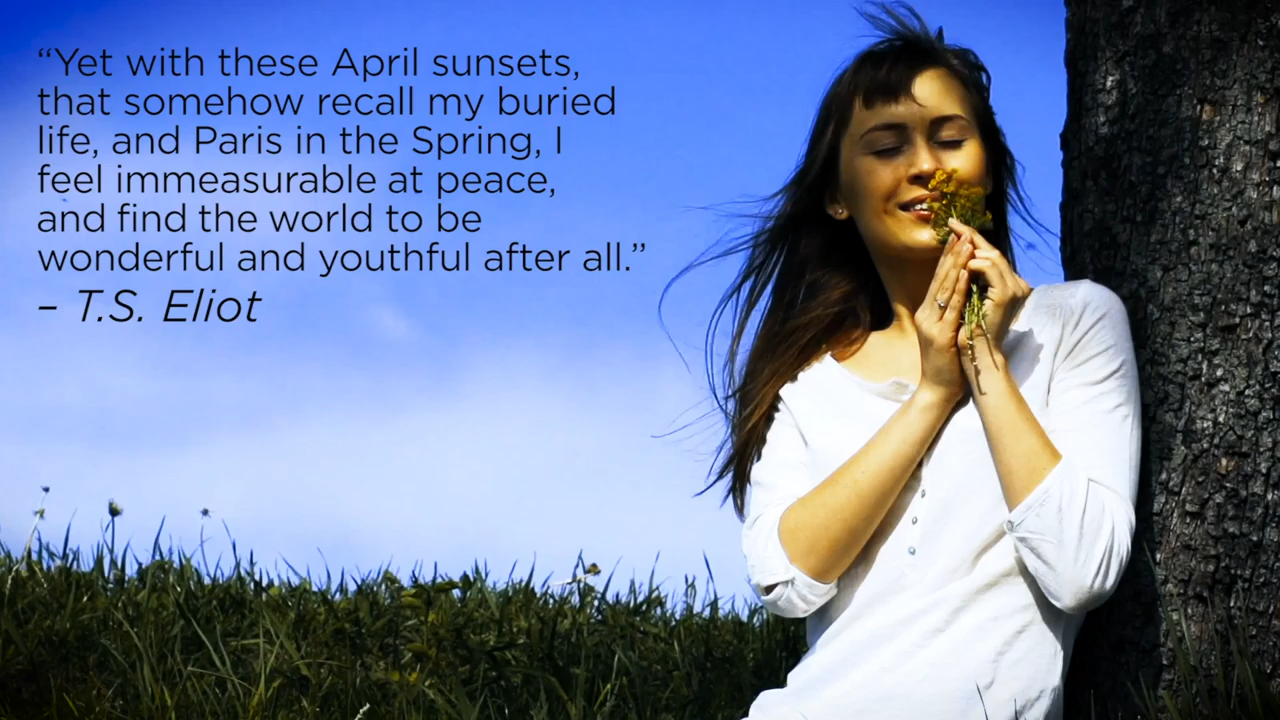 “Yet with these April sunsets,
that somehow recall my buried
life, and Paris in the Spring, I
feel immeasurable at peace,
and find the world to be
wonderful and youthful after all.”
– T.S. Eliot